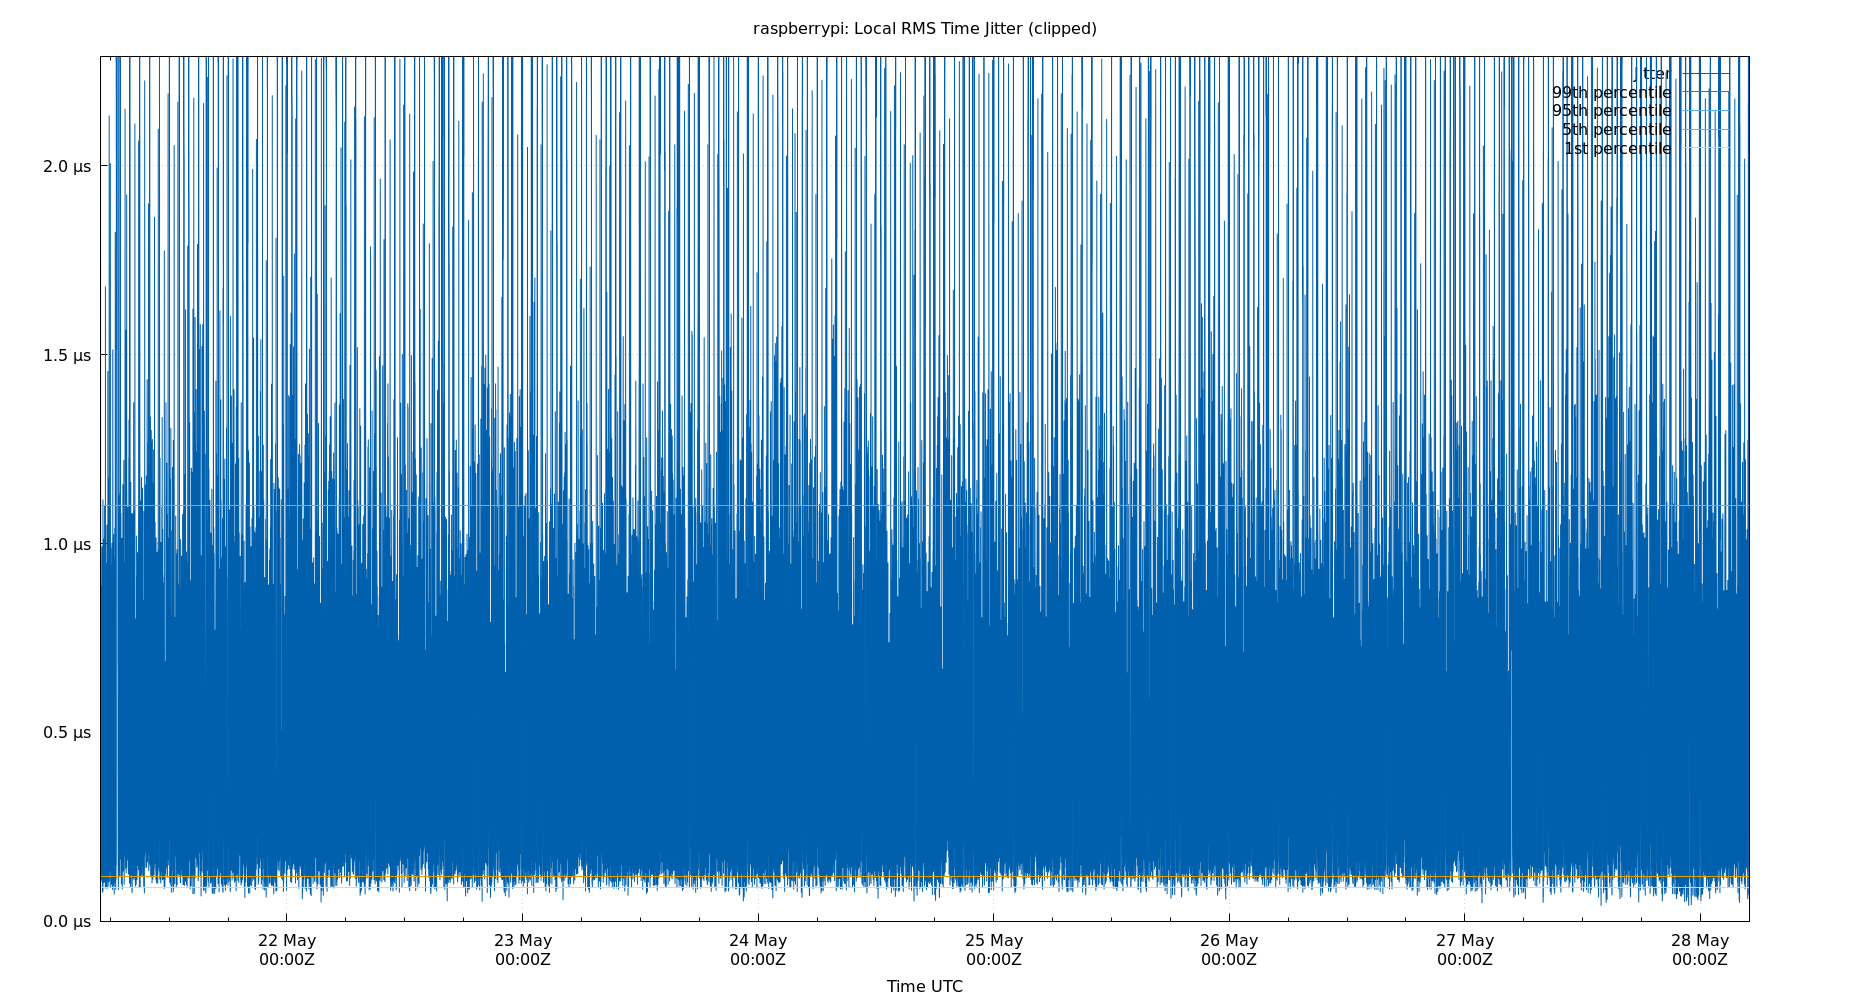 raspberrypi: Local RMS Time Jitter (clipped)
jitter
99th percentile
95th percentile
5th percentile
1st percentile
2.0 µs
1.5 µs
1.0 µs
0.5 µs
0.0 µs
22 May 23 May 24 May 25 May 26 May 27 May 28 May
00:00Z 00:00Z 00:00Z 00:00Z 00:00Z 00:00Z 00:00Z
Time UTC